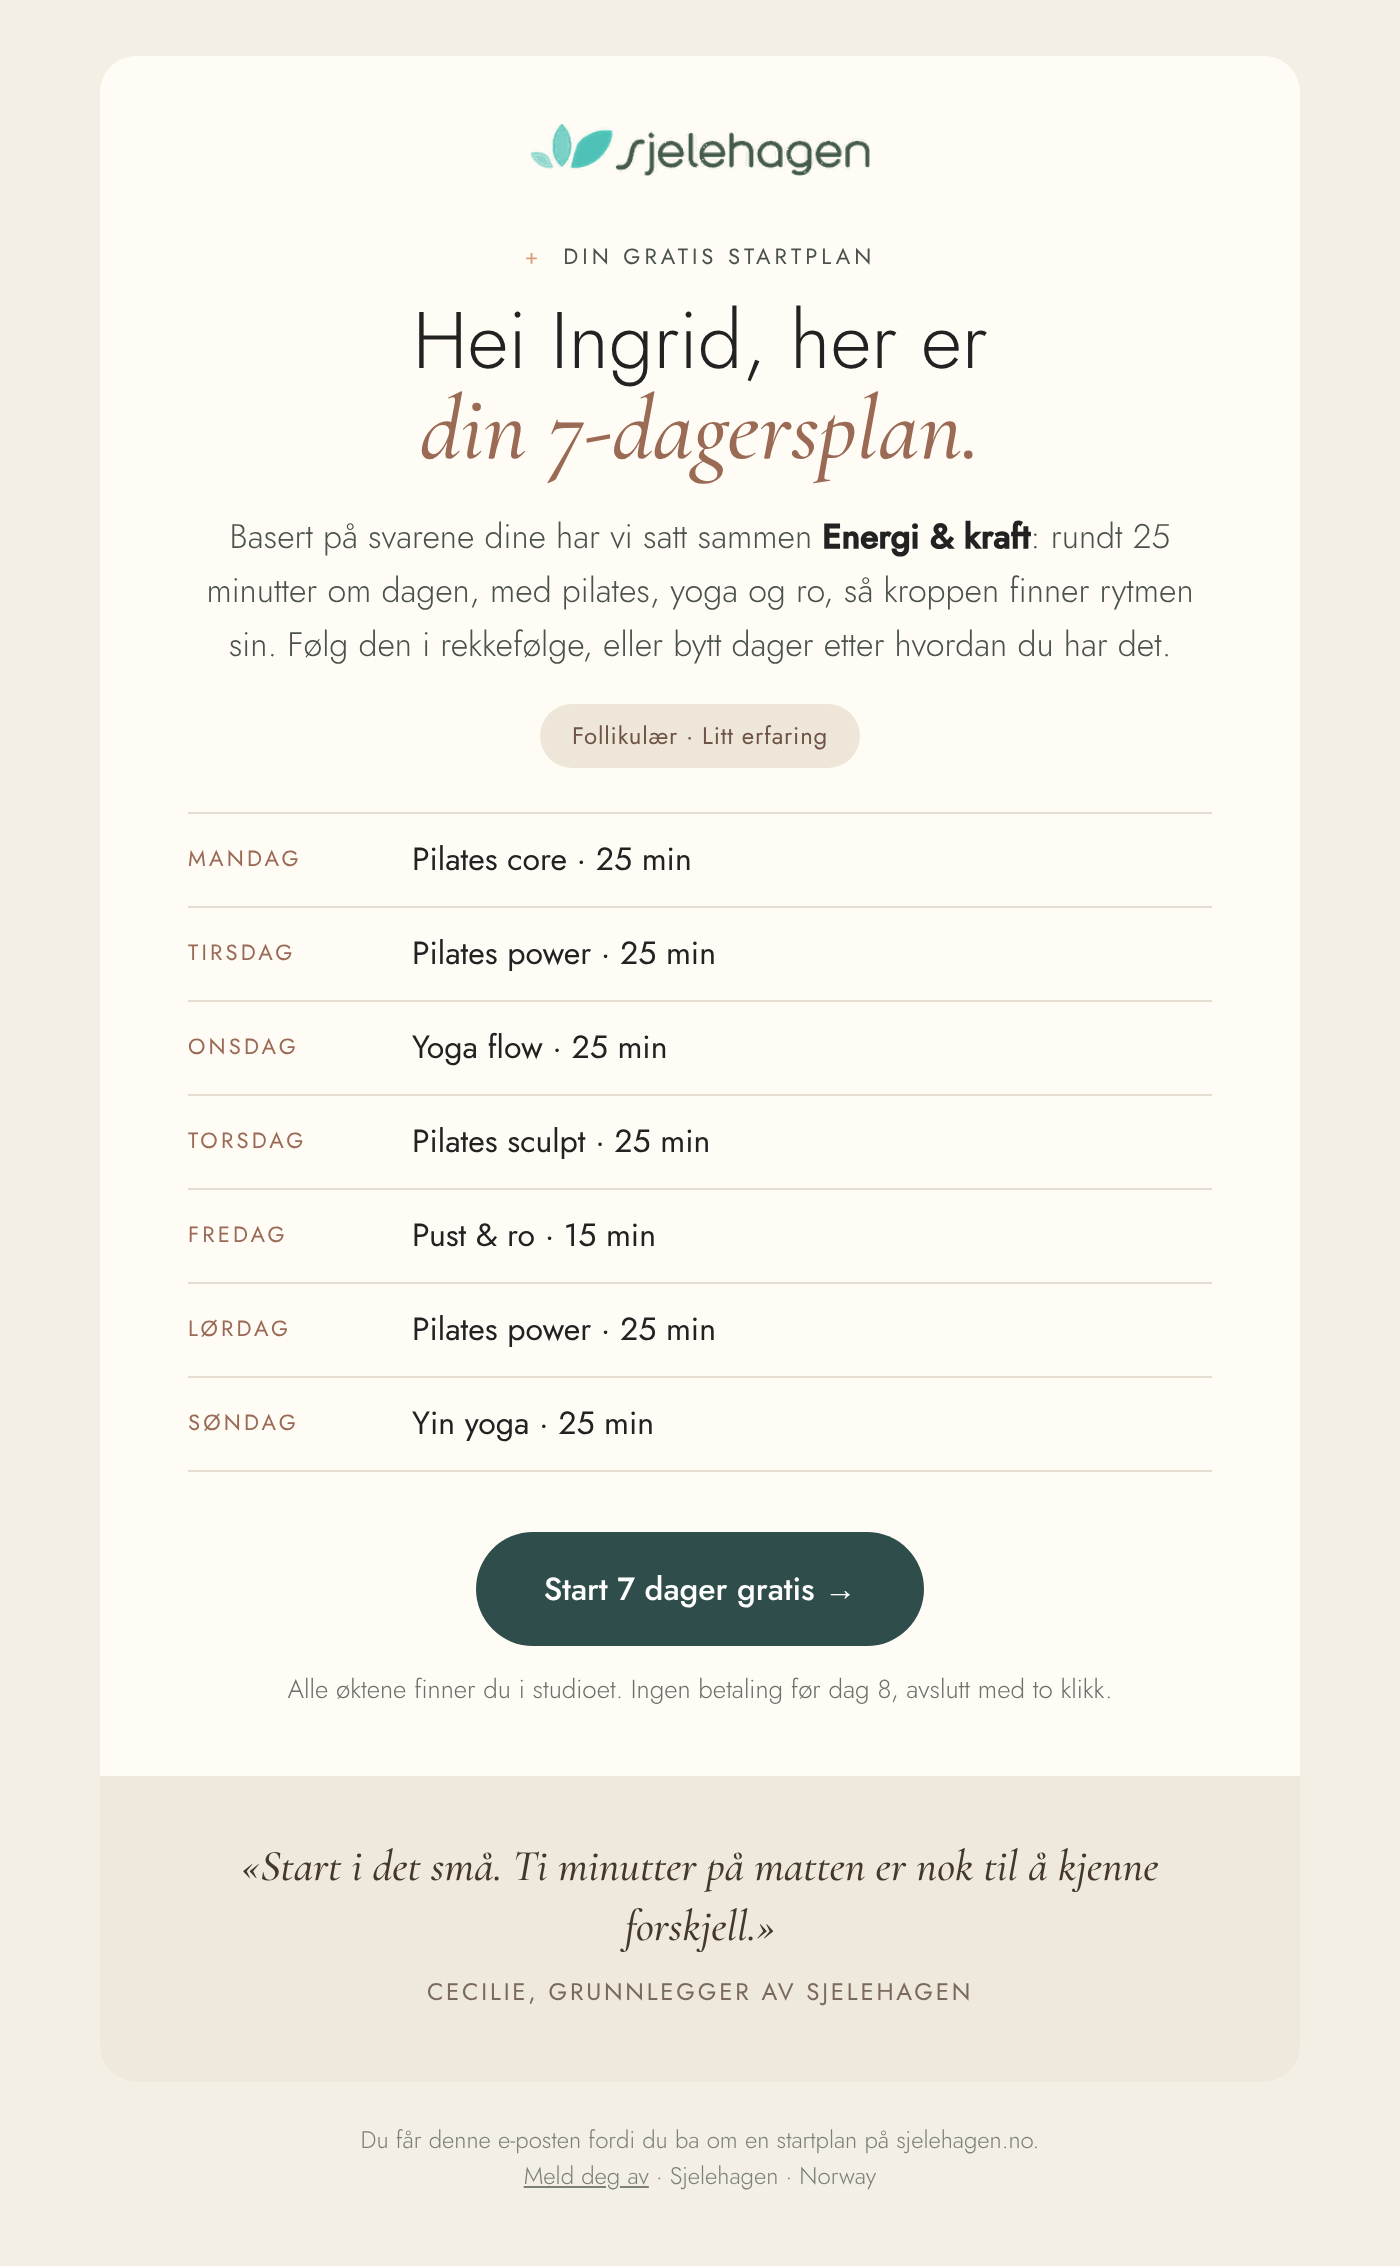 sjelehagen
+ DIN GRATIS STARTPLAN
Hei Ingrid, her er
din 7-dagersplan.
Basert på svarene dine har vi satt sammen Energi & kraft: rundt 25
minutter om dagen, med pilates, yoga og ro, så kroppen finner rytmen
sin. Følg den i rekkefølge, eller bytt dager etter hvordan du har det.
Follikulær · Litt erfaring
MANDAG Pilates core · 25 min
TIRSDAG Pilates power · 25 min
ONSDAG Yoga flow · 25 min
TORSDAG Pilates sculpt · 25 min
FREDAG Pust & ro · 15 min
LØRDAG Pilates power · 25 min
SØNDAG Yin yoga · 25 min
Start 7 dager gratis →
Alle øktene finner du i studioet. Ingen betaling før dag 8, avslutt med to klikk.
«Start i det små. Ti minutter på matten er nok til å kjenne
forskjell.»
CECILIE, GRUNNLEGGER AV SJELEHAGEN
Du får denne e-posten fordi du ba om en startplan på sjelehagen.no.
Meld deg av · Sjelehagen · Norway